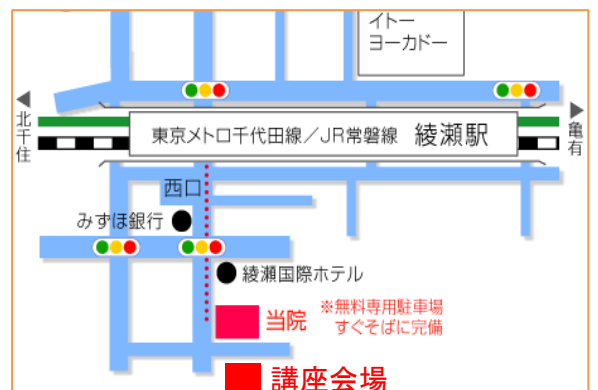 イトー
ヨーカドー
北千住
東京メトロ千代田線／JR常磐線 綾瀬駅
亀有
西口
みずほ銀行
綾瀬国際ホテル
当院
※無料専用駐車場
すぐそばに完備
講座会場